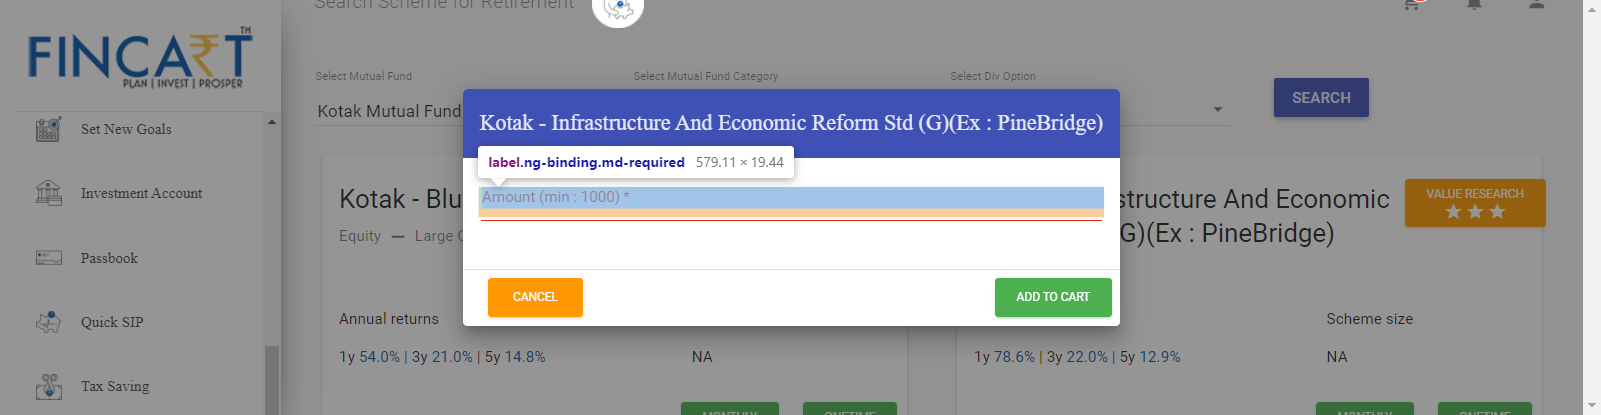 Search Scheme for Retirement
FINCART TM
PLAN | INVEST | PROSPER
Set New Goals
Investment Account
Passbook
Quick SIP
Tax Saving
Select Mutual Fund
Select Mutual Fund Category
Select Div Option
Kotak Mutual Fund
SEARCH
Kotak - Infrastructure And Economic Reform Std (G)(Ex : PineBridge)
label.ng-binding.md-required 579.11 × 19.44
Amount (min : 1000) *
CANCEL
ADD TO CART
Kotak - Blu
Equity — Large C
Annual returns
1y 54.0% | 3y 21.0% | 5y 14.8%
NA
MONTHLY
ONETIME
structure And Economic
G)(Ex : PineBridge)
VALUE RESEARCH
Scheme size
1y 78.6% | 3y 22.0% | 5y 12.9%
NA
MONTHLY
ONETIME